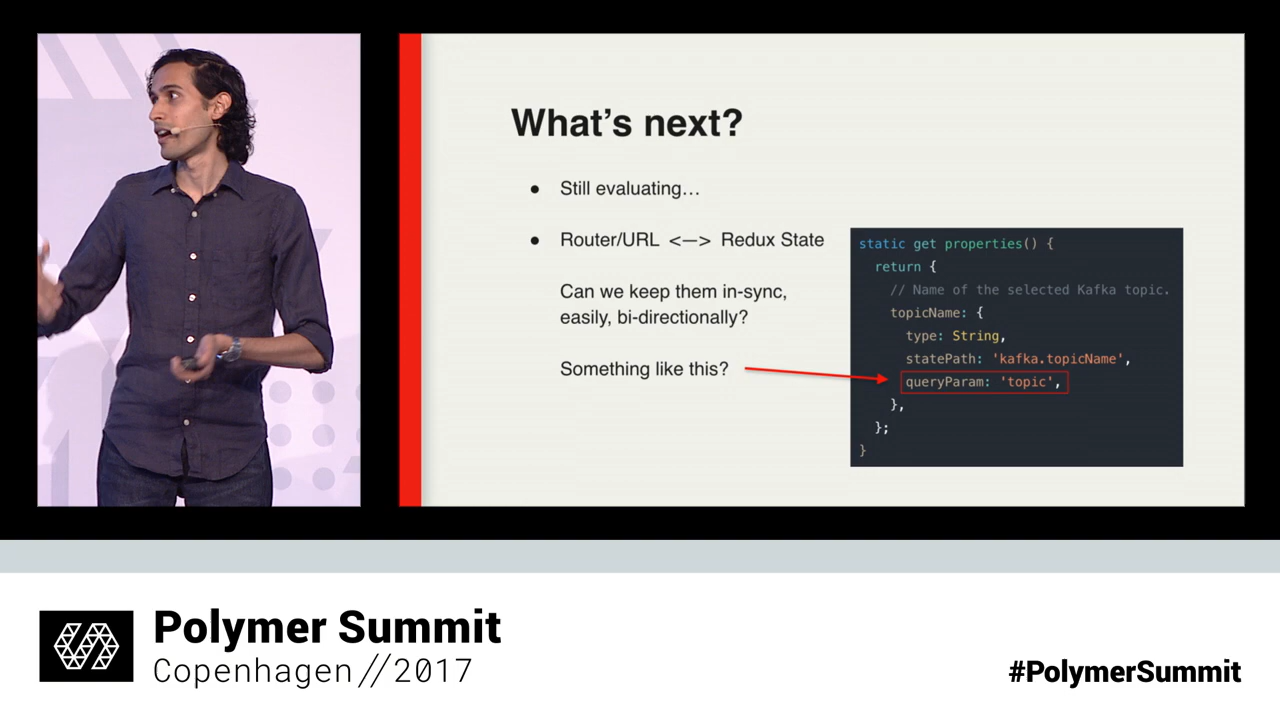 What's next?
● Still evaluating…
● Router/URL <—> Redux State
Can we keep them in-sync,
easily, bi-directionally?
Something like this?
static get properties() {
return {
// Name of the selected Kafka topic.
topicName: {
type: String,
statePath: 'kafka.topicName',
queryParam: 'topic',
},
};
}
Polymer Summit
Copenhagen//2017
#PolymerSummit